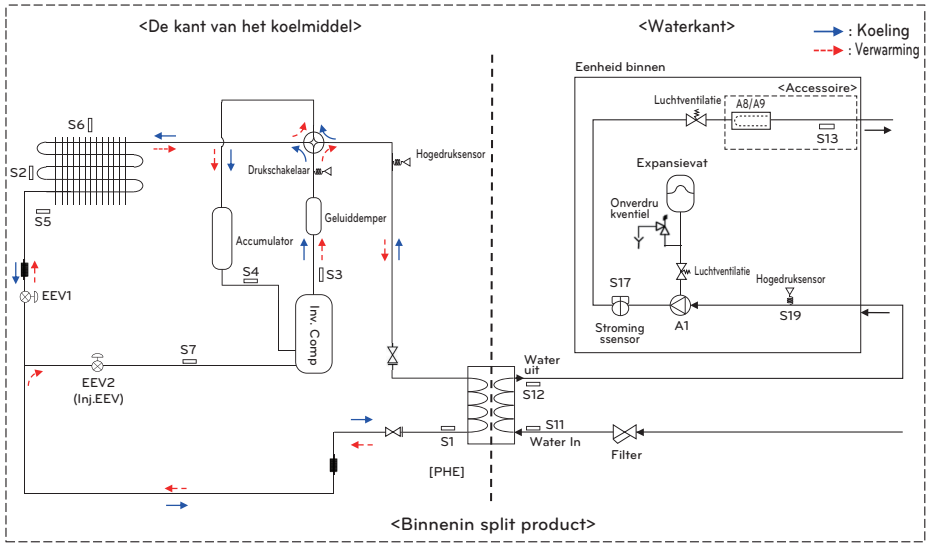 <De kant van het koelmiddel>
<Waterkant>
: Koeling
: Verwarming
Eenheid binnen
<Accessoire>
Luchtventilatie
A8/A9
S13
S6
S2
S5
Drukschakelaar
Hogedruksensor
Expansievat
Onverdru
kventiel
Geluiddemper
Accumulator
S4
S3
Luchtventilatie
Hogedruksensor
S17
S19
A1
Stroming
ssensor
EEV1
Inv. Comp
S7
EEV2
(Inj.EEV)
Water
uit
S12
S1
S11
Water In
Filter
[PHE]
<Binnenin split product>